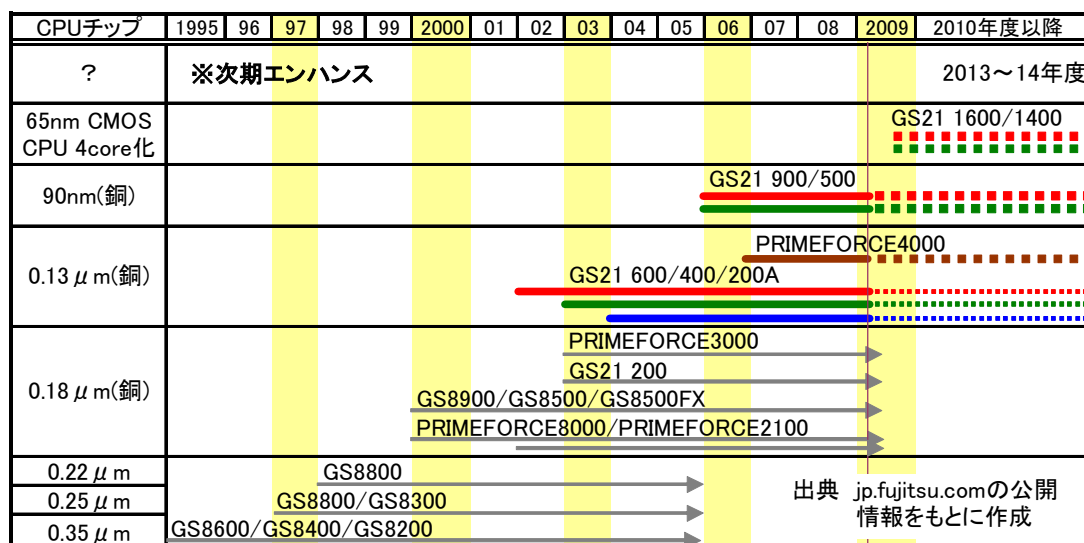 CPUチップ 1995 96 97 98 99 2000 01 02 03 04 05 06 07 08 2009 2010年度以降
? ※次期エンハンス 2013〜14年度
65nm CMOS
CPU 4core化
GS21 1600/1400
90nm(銅)
GS21 900/500
0.13μm(銅)
PRIMEFORCE4000
GS21 600/400/200A
0.18μm(銅)
PRIMEFORCE3000
GS21 200
GS8900/GS8500/GS8500FX
PRIMEFORCE8000/PRIMEFORCE2100
0.22μm GS8800
0.25μm GS8800/GS8300
0.35μm GS8600/GS8400/GS8200
出典 jp.fujitsu.comの公開
情報をもとに作成